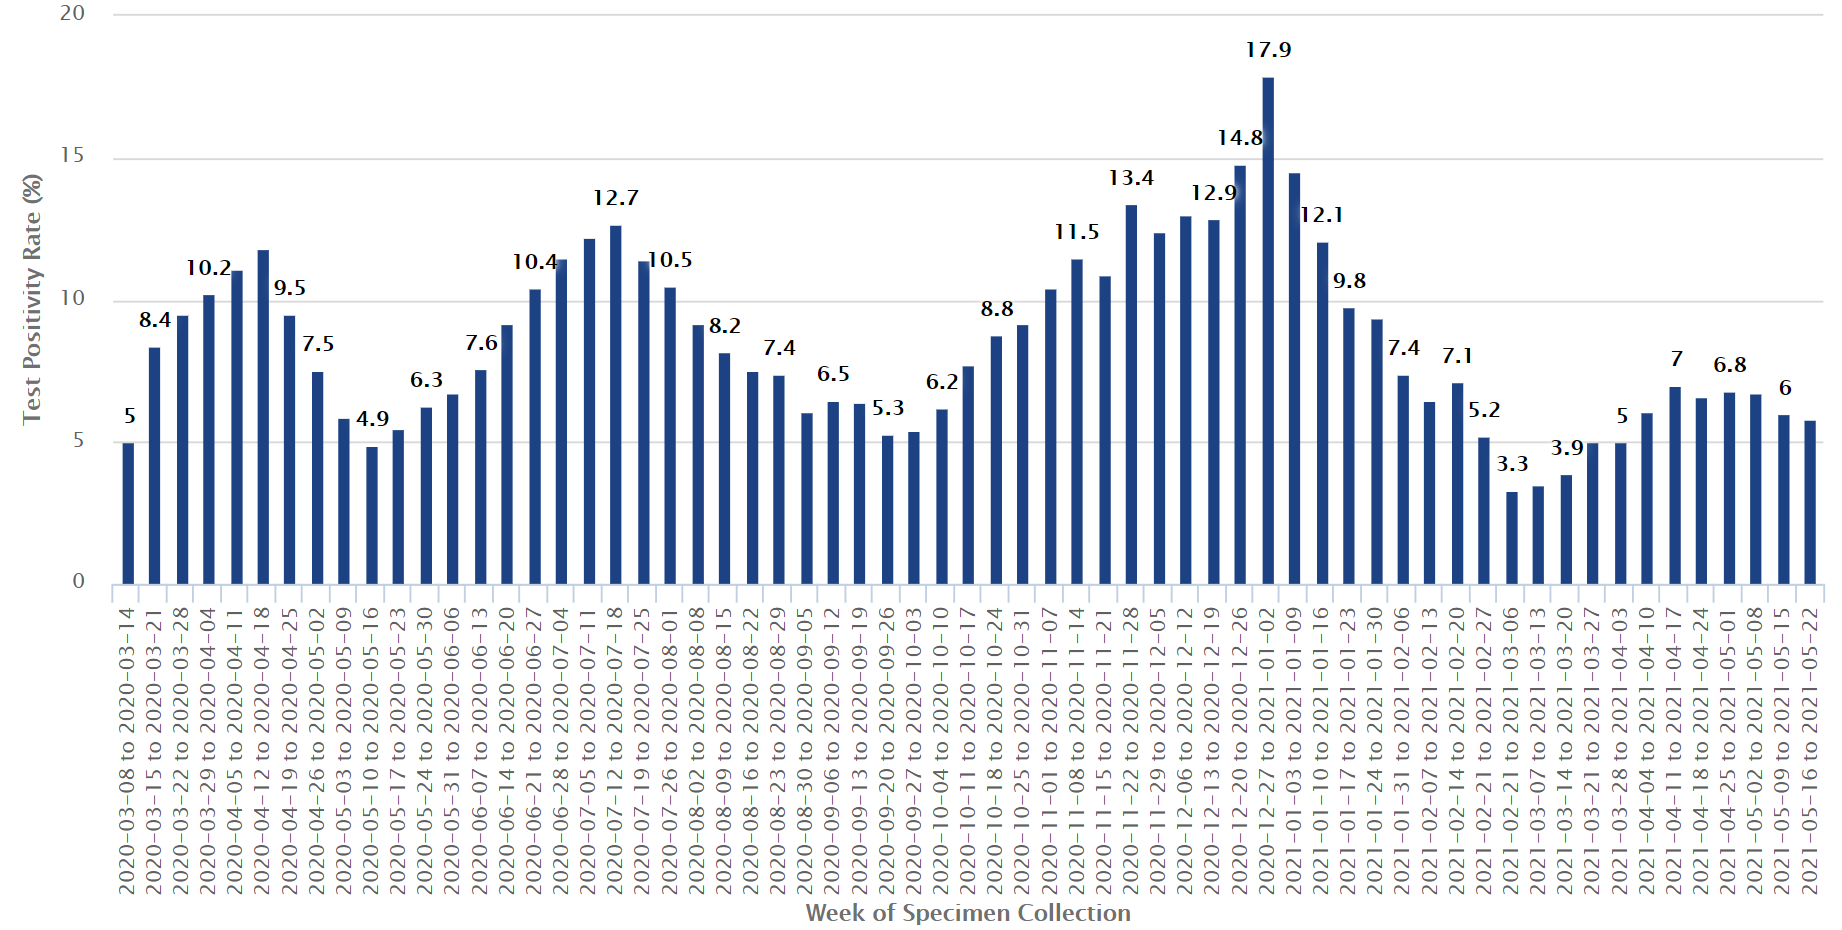 20
15
10
5
0
Test Positivity Rate (%)
5
8.4
10.2
9.5
7.5
4.9
6.3
7.6
10.4
12.7
10.5
8.2
7.4
6.5
5.3
6.2
8.8
11.5
13.4
12.9
14.8
17.9
12.1
9.8
7.4
7.1
5.2
3.3
3.9
5
7
6.8
6
2020-03-08 to 2020-03-14
2020-03-15 to 2020-03-21
2020-03-22 to 2020-03-28
2020-03-29 to 2020-04-04
2020-04-05 to 2020-04-11
2020-04-12 to 2020-04-18
2020-04-19 to 2020-04-25
2020-04-26 to 2020-05-02
2020-05-03 to 2020-05-09
2020-05-10 to 2020-05-16
2020-05-17 to 2020-05-23
2020-05-24 to 2020-05-30
2020-05-31 to 2020-06-06
2020-06-07 to 2020-06-13
2020-06-14 to 2020-06-20
2020-06-21 to 2020-06-27
2020-06-28 to 2020-07-04
2020-07-05 to 2020-07-11
2020-07-12 to 2020-07-18
2020-07-19 to 2020-07-25
2020-07-26 to 2020-08-01
2020-08-02 to 2020-08-08
2020-08-09 to 2020-08-15
2020-08-16 to 2020-08-22
2020-08-23 to 2020-08-29
2020-08-30 to 2020-09-05
2020-09-06 to 2020-09-12
2020-09-13 to 2020-09-19
2020-09-20 to 2020-09-26
2020-09-27 to 2020-10-03
2020-10-04 to 2020-10-10
2020-10-11 to 2020-10-17
2020-10-18 to 2020-10-24
2020-10-25 to 2020-10-31
2020-11-01 to 2020-11-07
2020-11-08 to 2020-11-14
2020-11-15 to 2020-11-21
2020-11-22 to 2020-11-28
2020-11-29 to 2020-12-05
2020-12-06 to 2020-12-12
2020-12-13 to 2020-12-19
2020-12-20 to 2020-12-26
2020-12-27 to 2021-01-02
2021-01-03 to 2021-01-09
2021-01-10 to 2021-01-16
2021-01-17 to 2021-01-23
2021-01-24 to 2021-01-30
2021-01-31 to 2021-02-06
2021-02-07 to 2021-02-13
2021-02-14 to 2021-02-20
2021-02-21 to 2021-02-27
2021-02-21 to 2021-03-06
2021-03-07 to 2021-03-13
2021-03-14 to 2021-03-20
2021-03-21 to 2021-03-27
2021-03-28 to 2021-04-03
2021-04-04 to 2021-04-10
2021-04-11 to 2021-04-17
2021-04-18 to 2021-04-24
2021-04-25 to 2021-05-01
2021-05-02 to 2021-05-08
2021-05-09 to 2021-05-15
2021-05-16 to 2021-05-22
Week of Specimen Collection